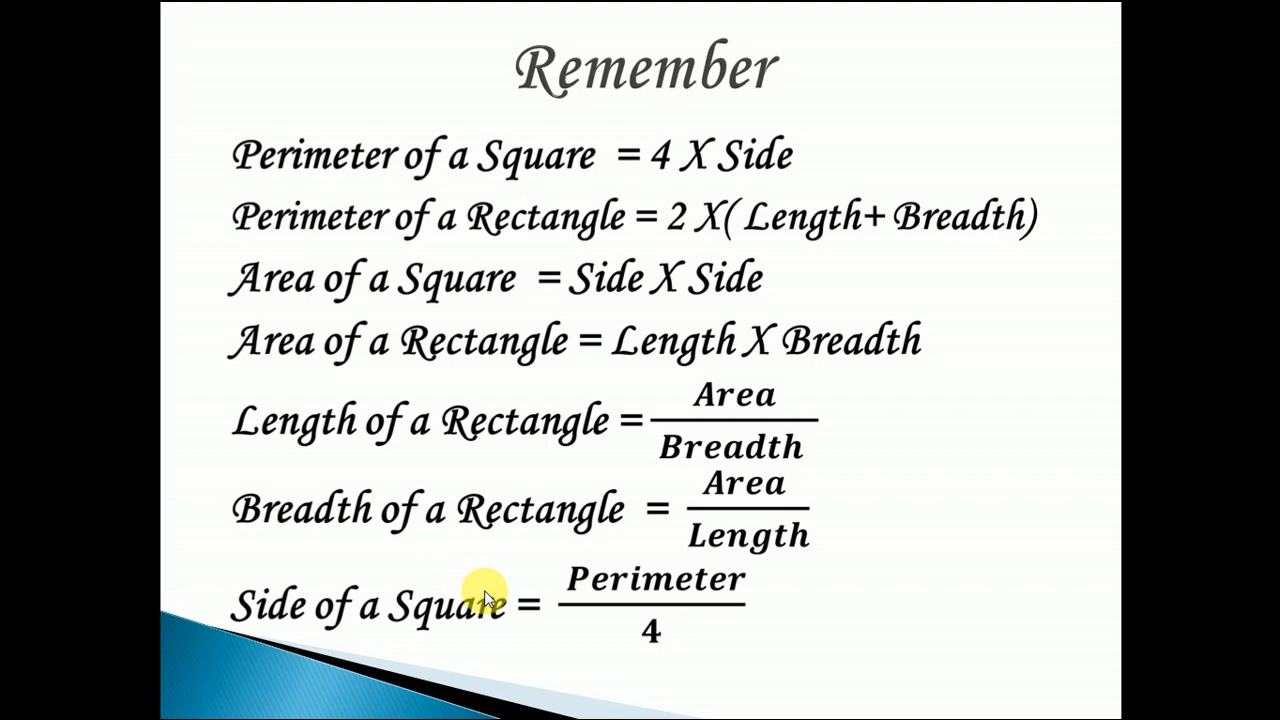 Remember
Perimeter of a Square = 4 X Side
Perimeter of a Rectangle = 2 X( Length+ Breadth)
Area of a Square = Side X Side
Area of a Rectangle = Length X Breadth
Length of a Rectangle = Area / Breadth
Breadth of a Rectangle = Area / Length
Side of a Square = Perimeter / 4